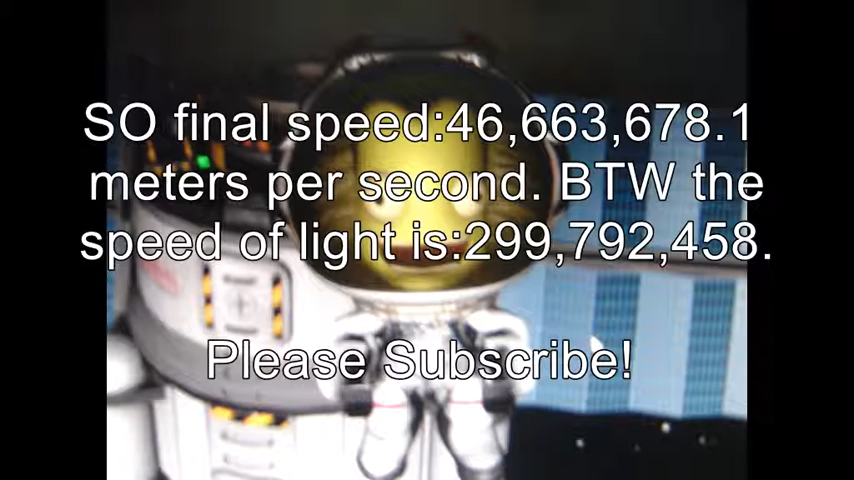 SO final speed:46,663,678.1
meters per second. BTW the
speed of light is:299,792,458.
Please Subscribe!